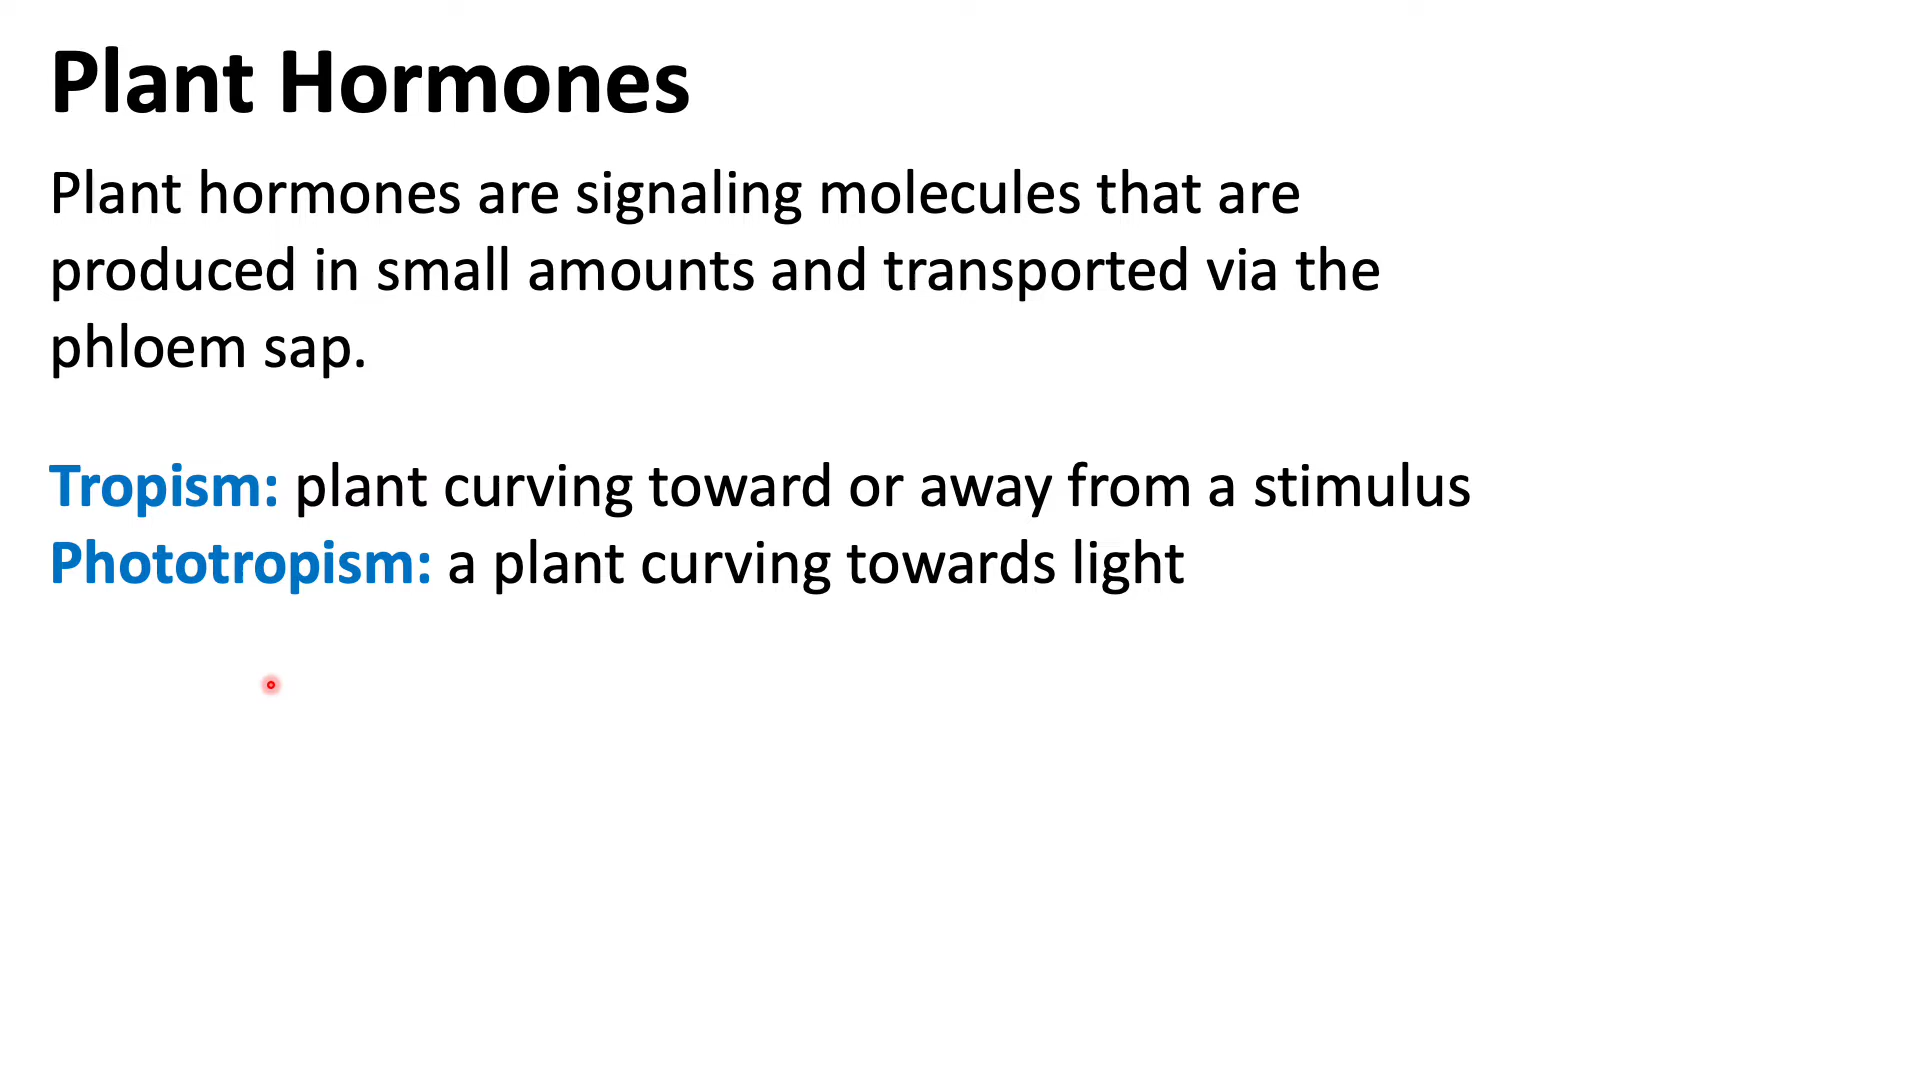 Plant Hormones
Plant hormones are signaling molecules that are
produced in small amounts and transported via the
phloem sap.
Tropism: plant curving toward or away from a stimulus
Phototropism: a plant curving towards light